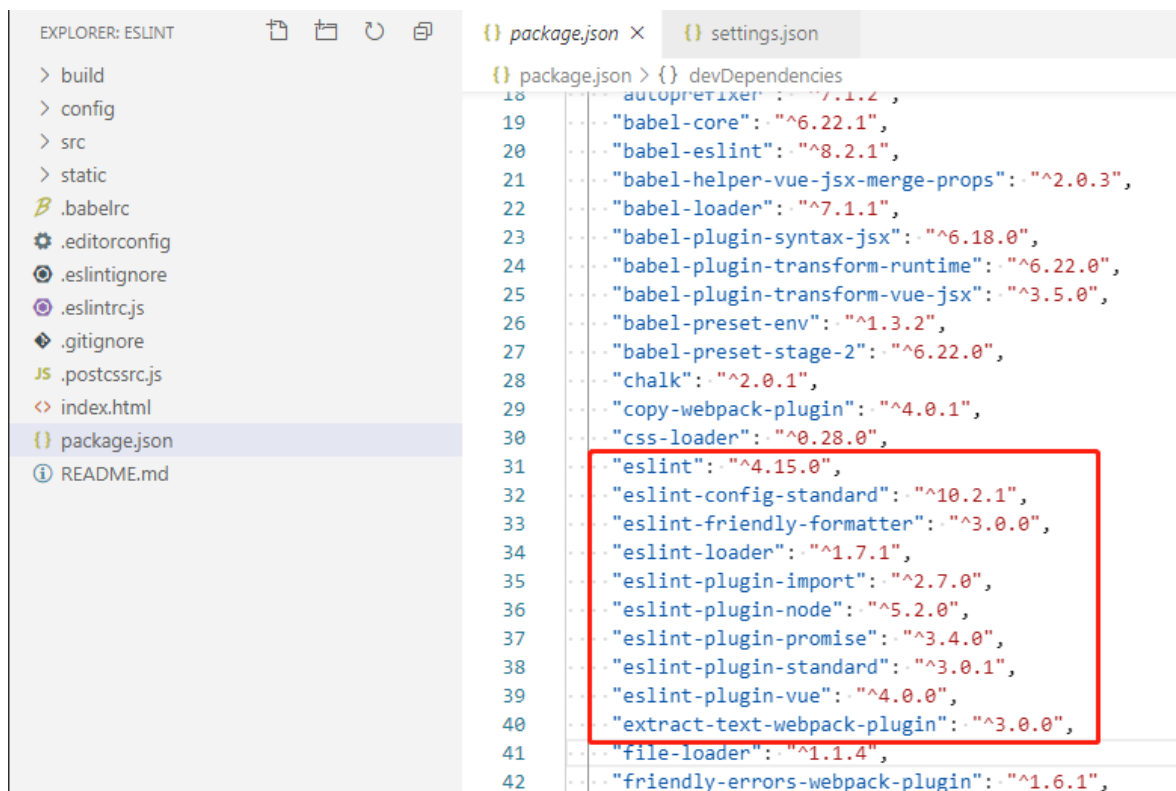 EXPLORER: ESLINT
build
config
src
static
.babelrc
.editorconfig
.eslintignore
.eslintrc.js
.gitignore
JS .postcssrc.js
<> index.html
{} package.json
README.md
{} package.json × {} settings.json
{} package.json > {} devDependencies
18 "autoprefixer": "^7.1.2",
19 "babel-core": "^6.22.1",
20 "babel-eslint": "^8.2.1",
21 "babel-helper-vue-jsx-merge-props": "^2.0.3",
22 "babel-loader": "^7.1.1",
23 "babel-plugin-syntax-jsx": "^6.18.0",
24 "babel-plugin-transform-runtime": "^6.22.0",
25 "babel-plugin-transform-vue-jsx": "^3.5.0",
26 "babel-preset-env": "^1.3.2",
27 "babel-preset-stage-2": "^6.22.0",
28 "chalk": "^2.0.1",
29 "copy-webpack-plugin": "^4.0.1",
30 "css-loader": "^0.28.0",
31 "eslint": "^4.15.0",
32 "eslint-config-standard": "^10.2.1",
33 "eslint-friendly-formatter": "^3.0.0",
34 "eslint-loader": "^1.7.1",
35 "eslint-plugin-import": "^2.7.0",
36 "eslint-plugin-node": "^5.2.0",
37 "eslint-plugin-promise": "^3.4.0",
38 "eslint-plugin-standard": "^3.0.1",
39 "eslint-plugin-vue": "^4.0.0",
40 "extract-text-webpack-plugin": "^3.0.0",
41 "file-loader": "^1.1.4",
42 "friendly-errors-webpack-plugin": "^1.6.1",